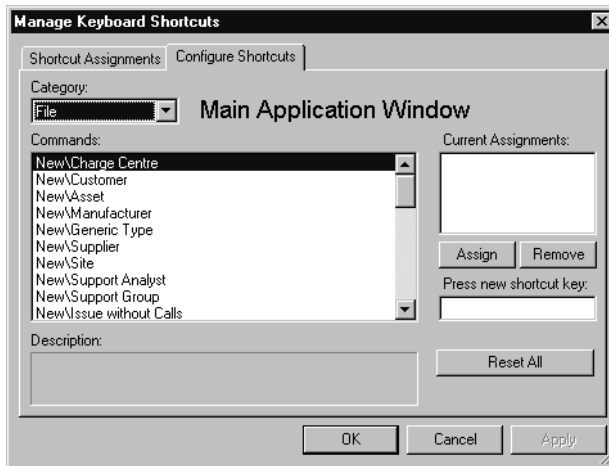 Manage Keyboard Shortcuts
Shortcut Assignments Configure Shortcuts
Category:
File
Main Application Window
Commands:
Current Assignments:
New\Charge Centre
New\Customer
New\Asset
New\Manufacturer
New\Generic Type
New\Supplier
New\Site
New\Support Analyst
New\Support Group
New\Issue without Calls
Assign Remove
Press new shortcut key:
Description:
Reset All
OK Cancel Apply